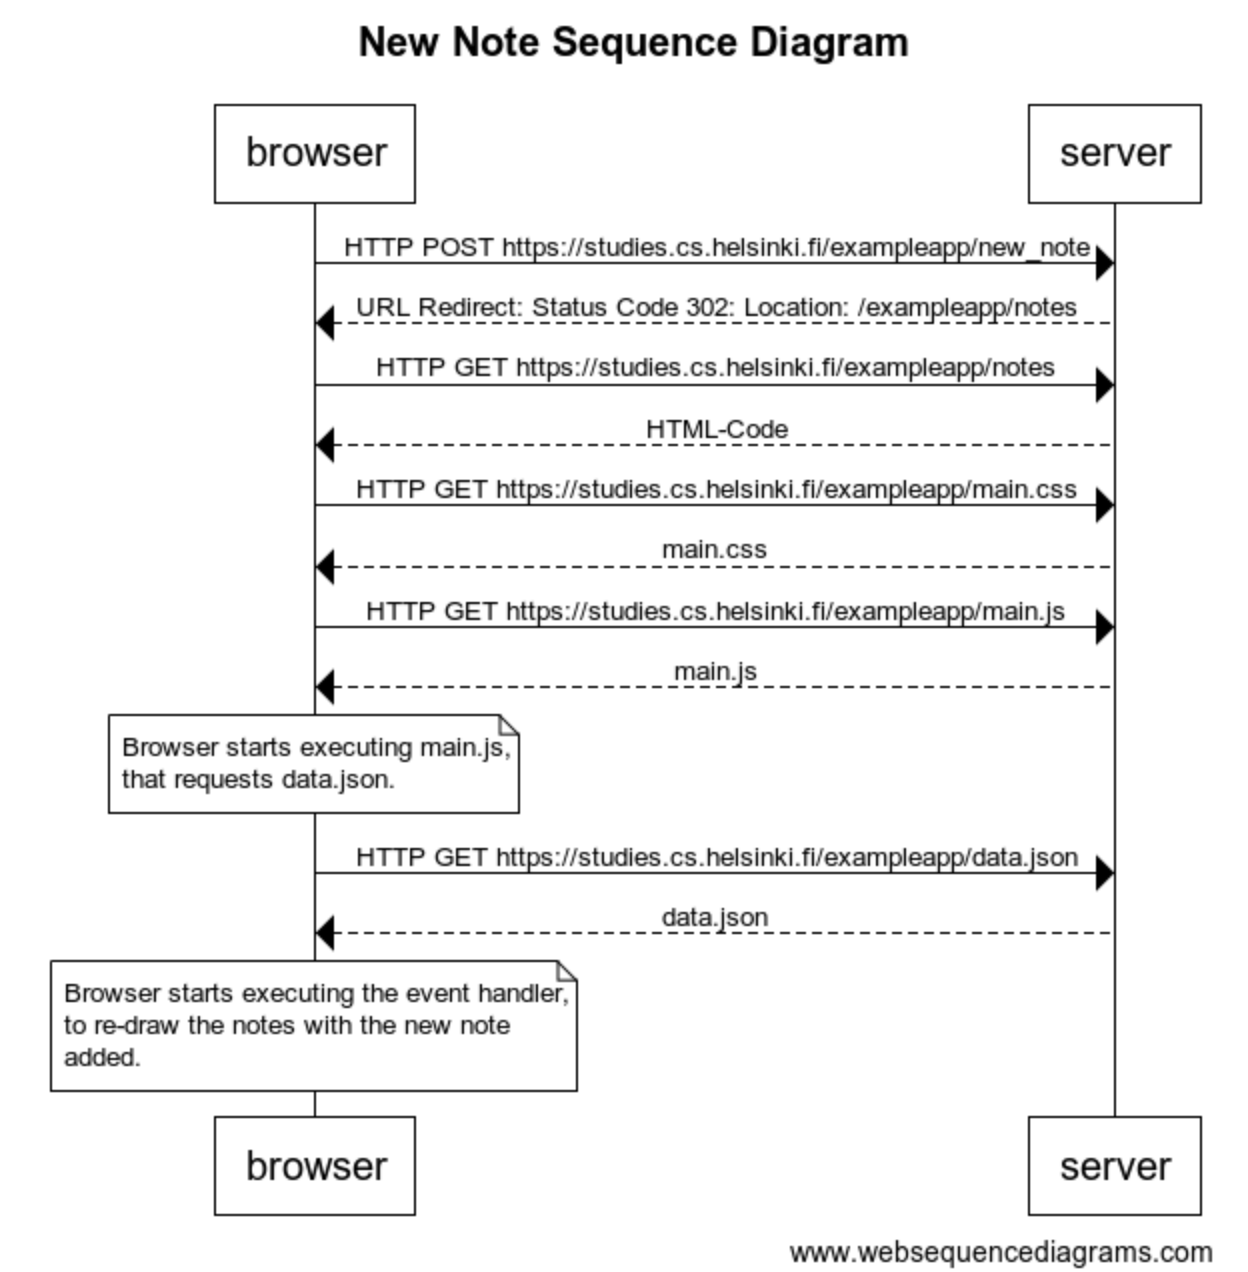 New Note Sequence Diagram
browser
server
HTTP POST https://studies.cs.helsinki.fi/exampleapp/new_note
URL Redirect: Status Code 302: Location: /exampleapp/notes
HTTP GET https://studies.cs.helsinki.fi/exampleapp/notes
HTML-Code
HTTP GET https://studies.cs.helsinki.fi/exampleapp/main.css
main.css
HTTP GET https://studies.cs.helsinki.fi/exampleapp/main.js
main.js
Browser starts executing main.js,
that requests data.json.
HTTP GET https://studies.cs.helsinki.fi/exampleapp/data.json
data.json
Browser starts executing the event handler,
to re-draw the notes with the new note
added.
browser
server
www.websequencediagrams.com